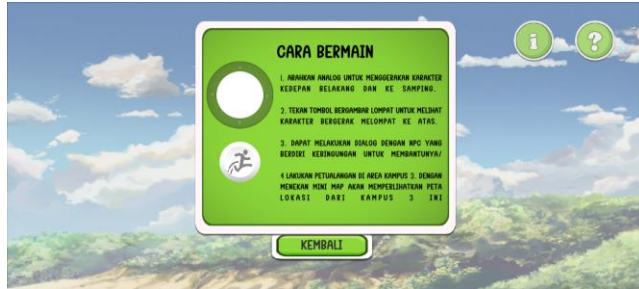 CARA BERMAIN
i ?
1. ARAHKAN ANALOG UNTUK MENGGERAKAN KARAKTER
KEDEPAN BELAKANG DAN KE SAMPING.
2. TEKAN TOMBOL BERGAMBAR LOMPAT UNTUK MELIHAT
KARAKTER BERGERAK MELOMPAT KE ATAS.
3. DAPAT MELAKUKAN DIALOG DENGAN NPC YANG
BERDIRI KEBINGUNGAN UNTUK MEMBANTUNYA/
4 LAKUKAN PETUALANGAN DI AREA KAMPUS 3. DENGAN
MENEKAN MINI MAP AKAN MEMPERLIHATKAN PETA
LOKASI DARI KAMPUS 3 INI
KEMBALI